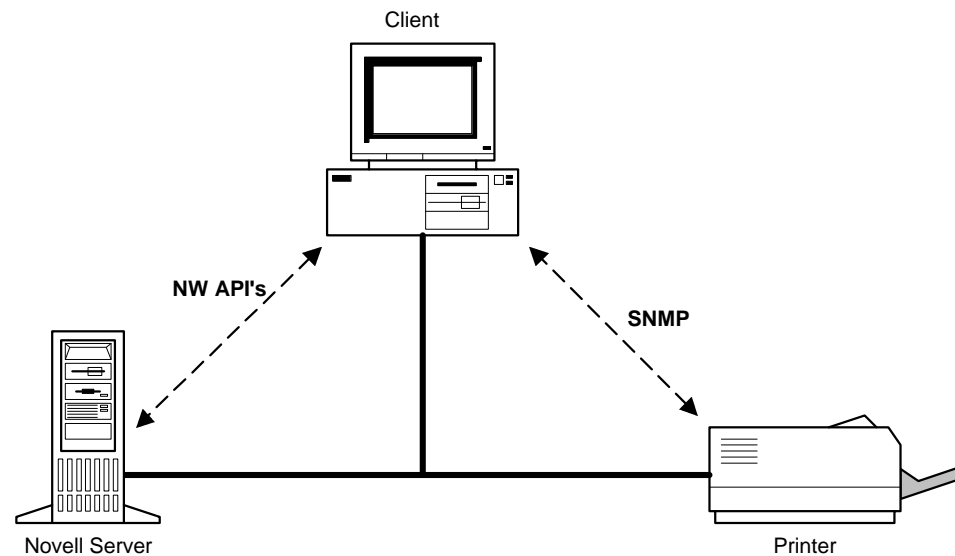 Client
NW API's
SNMP
Novell Server
Printer